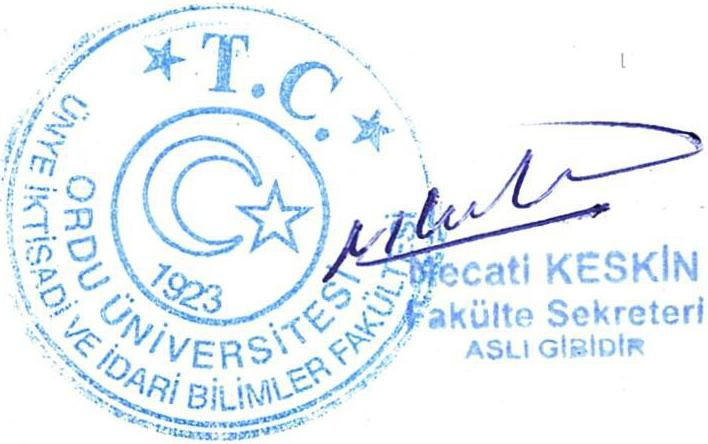 T.C.
ÜNYE İKTİSADİ VE İDARİ BİLİMLER FAKÜLTESİ
ORDU ÜNİVERSİTESİ
1923
Necati KESKİN
Fakülte Sekreteri
ASLI GİBİDİR